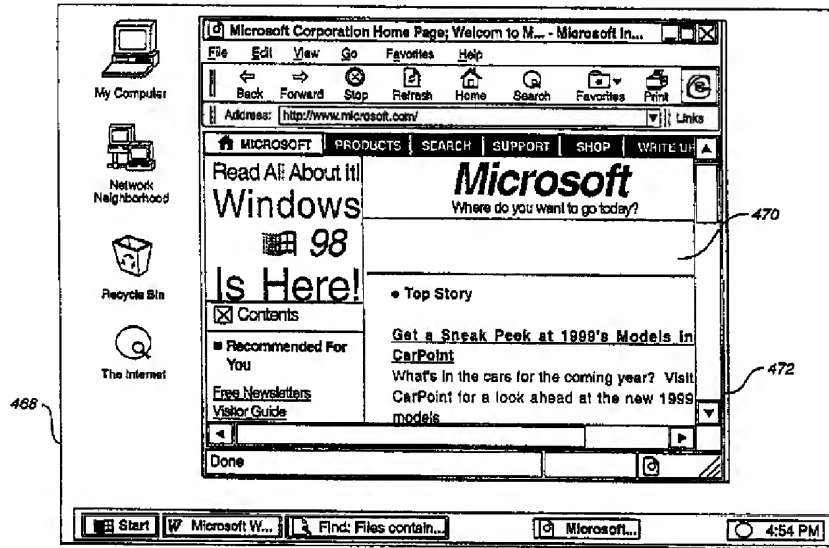 Microsoft Corporation Home Page; Welcom to M... - Microsoft In...
File Edit View Go Favorites Help
Back Forward Stop Refresh Home Search Favorites Print
Address: http://www.microsoft.com/ Links
MICROSOFT PRODUCTS SEARCH SUPPORT SHOP WRITE U
Read All About It!
Windows
98
Is Here!
Microsoft
Where do you want to go today?
470
Contents
Recommended For
You
Free Newsletters
Visitor Guide
• Top Story
Get a Sneak Peek at 1999's Models in
CarPoint
What's in the cars for the coming year? Visit
CarPoint for a look ahead at the new 1999
models
472
Done
My Computer
Network
Neighborhood
Recycle Bin
The Internet
468
Start W Microsoft W... Find: Files contain... Microsoft... 4:54 PM